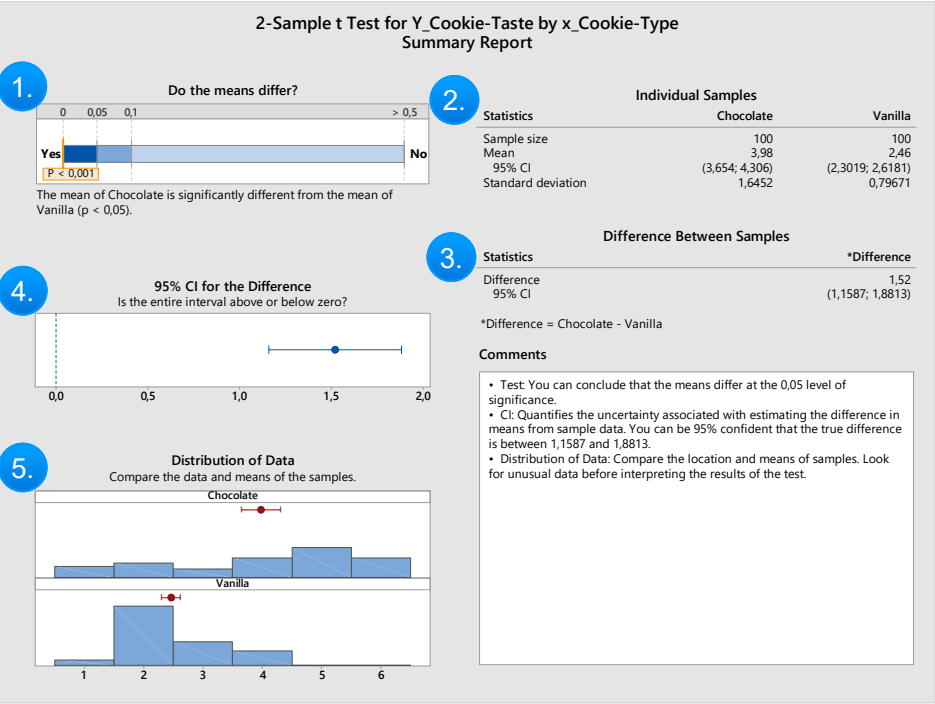 2-Sample t Test for Y_Cookie-Taste by x_Cookie-Type
Summary Report
1.
Do the means differ?
0 0,05 0,1 > 0,5
Yes No
P < 0,001
The mean of Chocolate is significantly different from the mean of
Vanilla (p < 0,05).
2.
Individual Samples
Statistics Chocolate Vanilla
Sample size 100 100
Mean 3,98 2,46
95% CI (3,654; 4,306) (2,3019; 2,6181)
Standard deviation 1,6452 0,79671
3.
Difference Between Samples
Statistics *Difference
Difference 1,52
95% CI (1,1587; 1,8813)
*Difference = Chocolate - Vanilla
4.
95% CI for the Difference
Is the entire interval above or below zero?
0,0 0,5 1,0 1,5 2,0
5.
Distribution of Data
Compare the data and means of the samples.
Chocolate
Vanilla
1 2 3 4 5 6
Comments
• Test: You can conclude that the means differ at the 0,05 level of
significance.
• CI: Quantifies the uncertainty associated with estimating the difference in
means from sample data. You can be 95% confident that the true difference
is between 1,1587 and 1,8813.
• Distribution of Data: Compare the location and means of samples. Look
for unusual data before interpreting the results of the test.